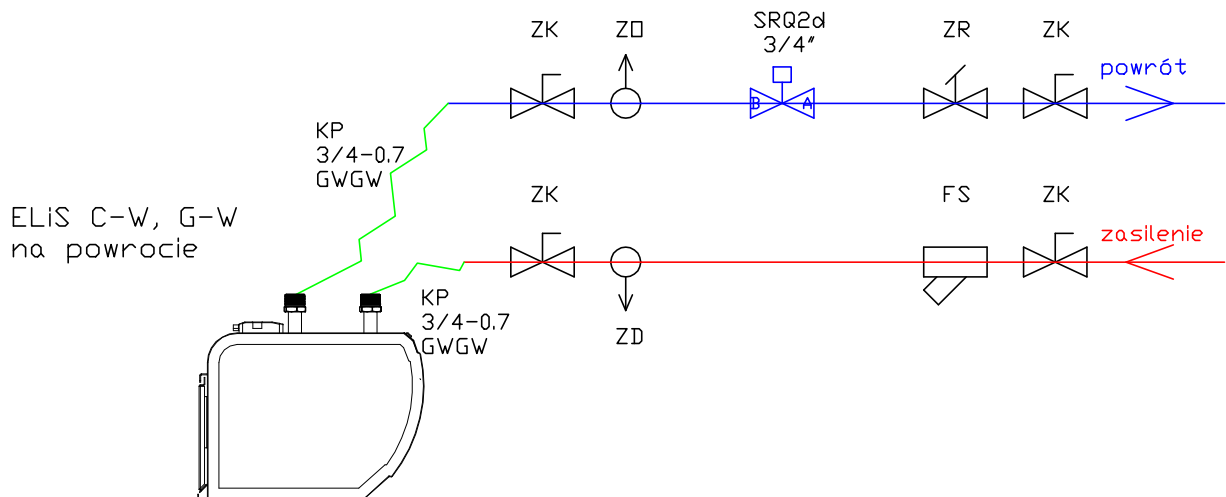 ZK
ZO
SRQ2d
3/4"
ZR
ZK
powrót
B
A
KP
3/4-0.7
GWGW
ELiS C-W, G-W
na powrocie
ZK
FS
ZK
zasilenie
KP
3/4-0.7
GWGW
ZD